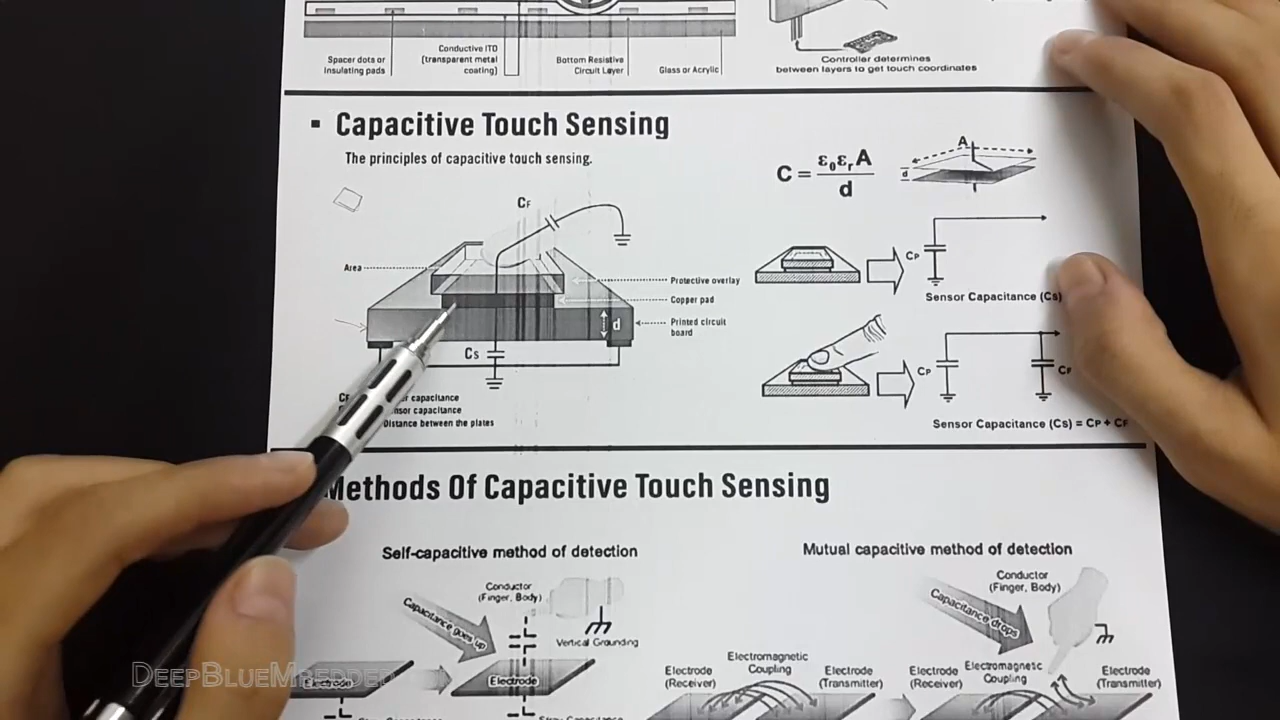 Spacer dots or
Insulating pads
Conductive ITO
(transparent metal
coating)
Bottom Resistive
Circuit Layer
Glass or Acrylic
Controller determines
between layers to get touch coordinates
▪ Capacitive Touch Sensing
The principles of capacitive touch sensing.
C = ε0εrA
d
A
d
CF
Area
Protective overlay
Copper pad
Printed circuit
board
d
Cs
CP
Sensor Capacitance (Cs)
CP
CF
Sensor Capacitance (Cs) = CP + CF
CF
capacitance
capacitance
Distance between the plates
Methods Of Capacitive Touch Sensing
Self-capacitive method of detection
Mutual capacitive method of detection
Conductor
(Finger, Body)
Capacitance goes up
Vertical Grounding
Electrode
Electrode
Conductor
(Finger, Body)
Capacitance drops
Electrode
(Receiver)
Electromagnetic
Coupling
Electrode
(Transmitter)
Electrode
(Receiver)
Electromagnetic
Coupling
Electrode
(Transmitter)
DeepBlueMbedded